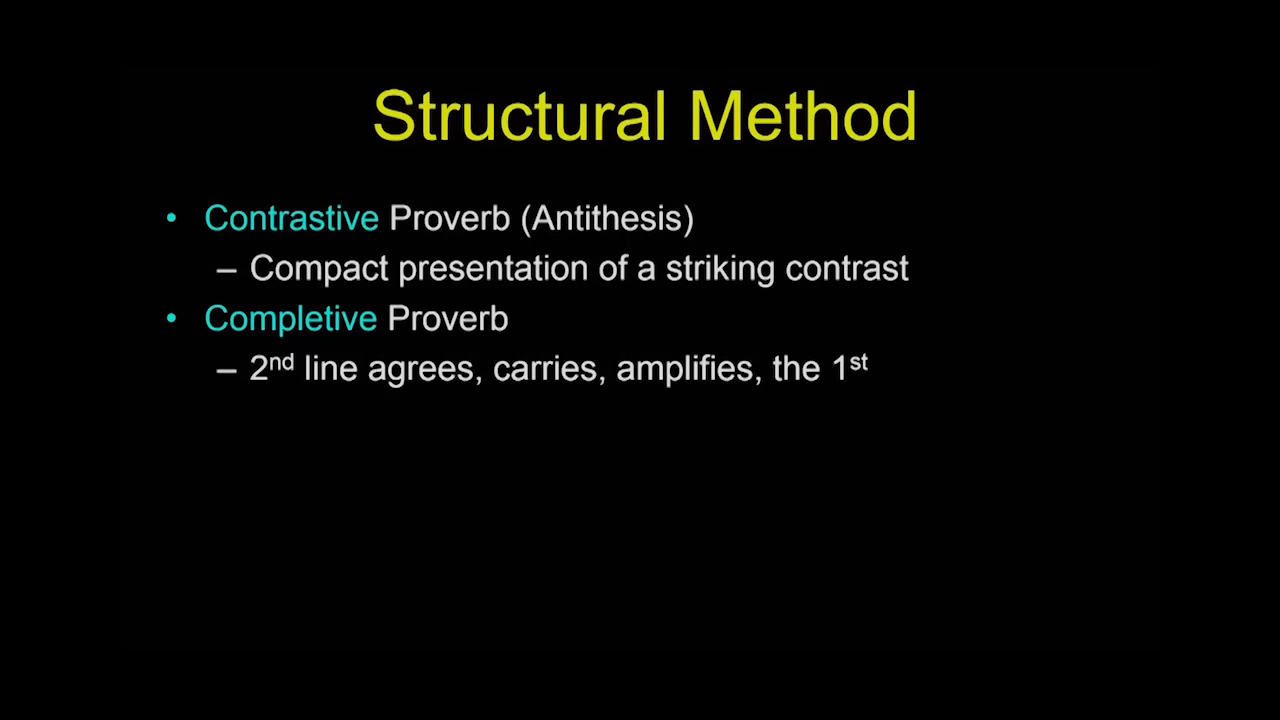 Structural Method
• Contrastive Proverb (Antithesis)
– Compact presentation of a striking contrast
• Completive Proverb
– 2nd line agrees, carries, amplifies, the 1st